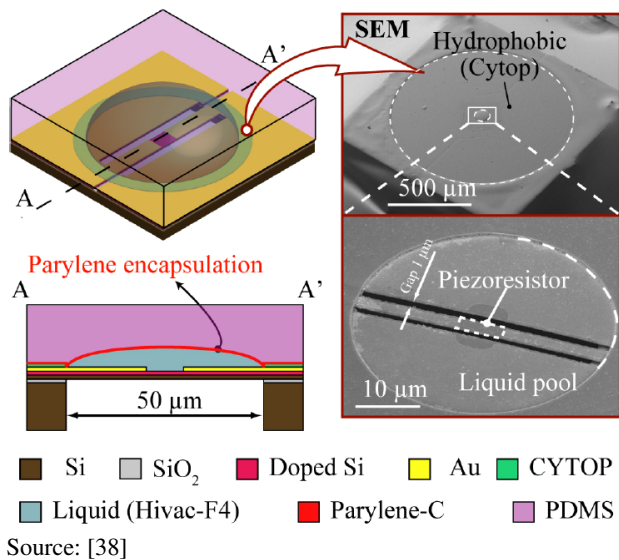 A'
A
SEM
Hydrophobic
(Cytop)
500 μm
Parylene encapsulation
A
A'
50 μm
Gap 1 μm
Piezoresistor
Liquid pool
10 μm
Si
SiO₂
Doped Si
Au
CYTOP
Liquid (Hivac-F4)
Parylene-C
PDMS
Source: [38]